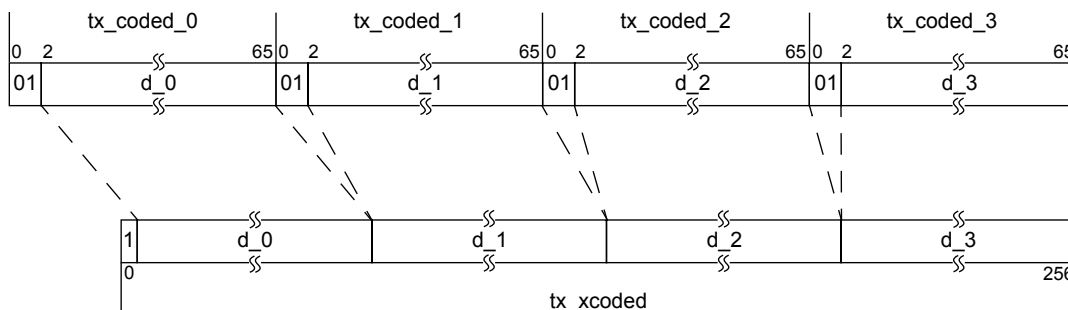 tx_coded_0 tx_coded_1 tx_coded_2 tx_coded_3
0 2 65 0 2 65 0 2 65 0 2 65
01 d_0 01 d_1 01 d_2 01 d_3
1 d_0 d_1 d_2 d_3
0 256
tx_xcoded